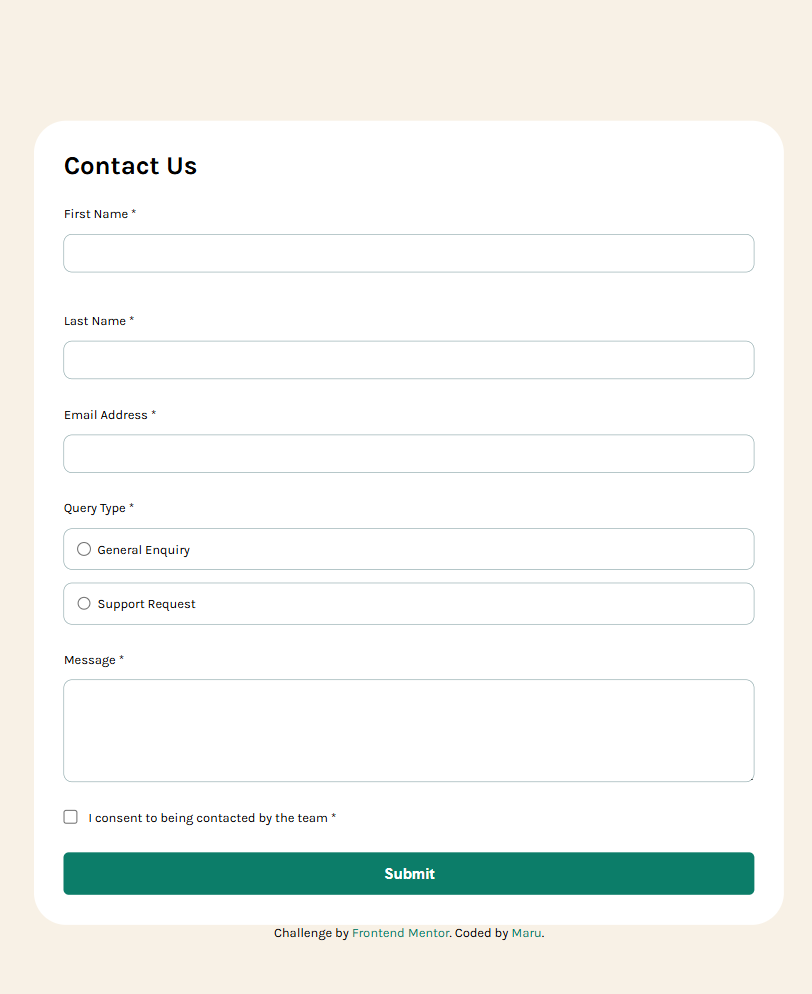 Contact Us
First Name *
Last Name *
Email Address *
Query Type *
General Enquiry
Support Request
Message *
I consent to being contacted by the team *
Submit
Challenge by Frontend Mentor. Coded by Maru.